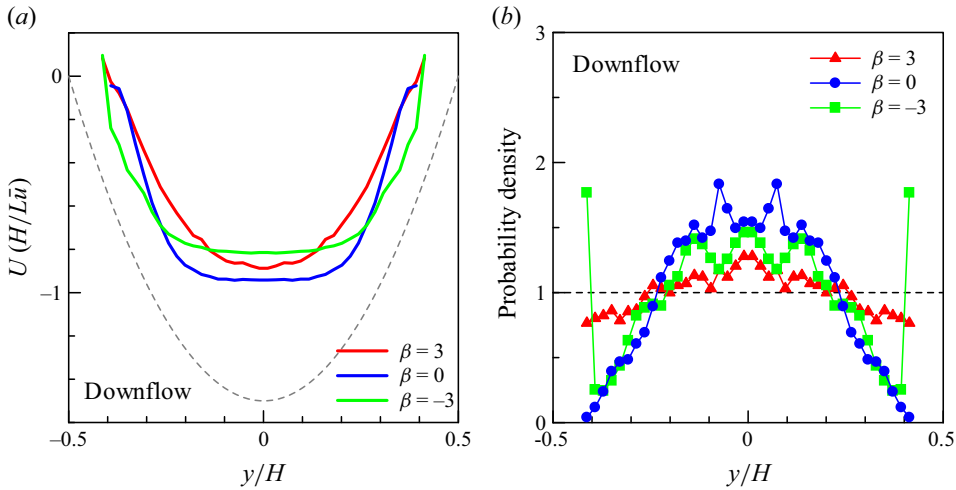 (a)
0
−1
U (H/Lū)
Downflow
β = 3
β = 0
β = –3
−0.5
0
0.5
y/H
(b)
3
2
1
0
Probability density
Downflow
β = 3
β = 0
β = –3
-0.5
0
0.5
y/H